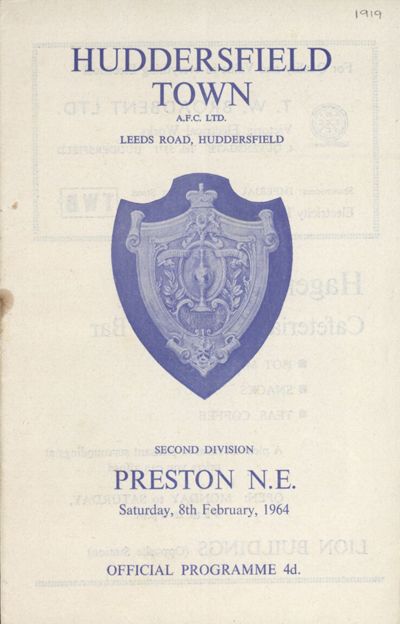 1919
HUDDERSFIELD
TOWN
A.F.C. LTD.
LEEDS ROAD, HUDDERSFIELD
SECOND DIVISION
PRESTON N.E.
Saturday, 8th February, 1964
OFFICIAL PROGRAMME 4d.